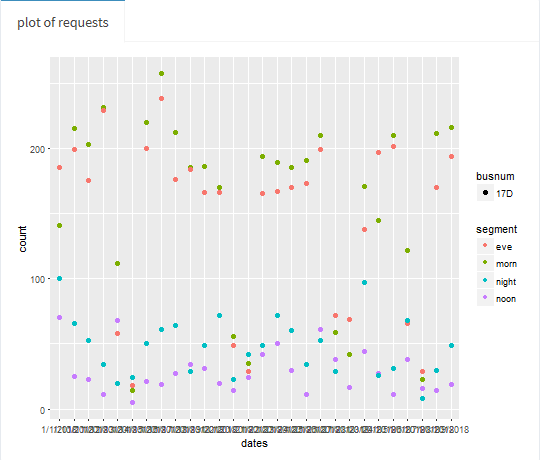 plot of requests
200
100
0
count
dates
busnum
17D
segment
eve
morn
night
noon